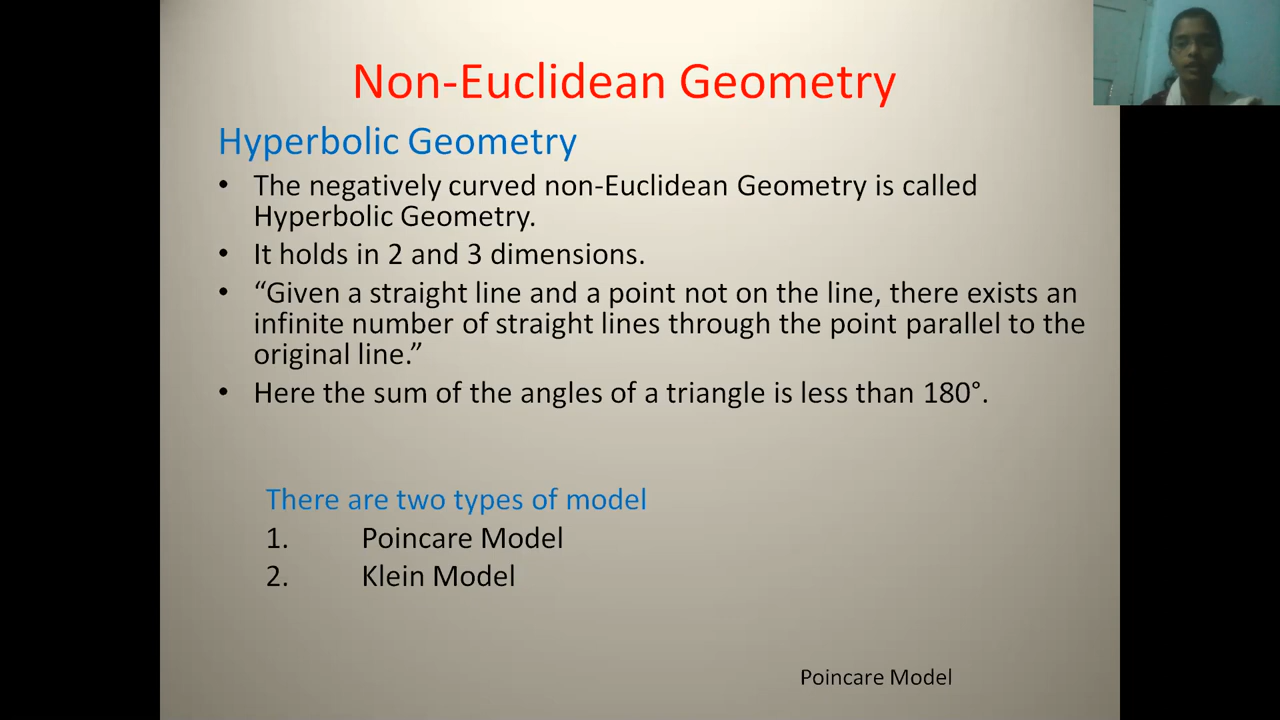 Non-Euclidean Geometry
Hyperbolic Geometry
• The negatively curved non-Euclidean Geometry is called
Hyperbolic Geometry.
• It holds in 2 and 3 dimensions.
• “Given a straight line and a point not on the line, there exists an
infinite number of straight lines through the point parallel to the
original line.”
• Here the sum of the angles of a triangle is less than 180°.
There are two types of model
1. Poincare Model
2. Klein Model
Poincare Model